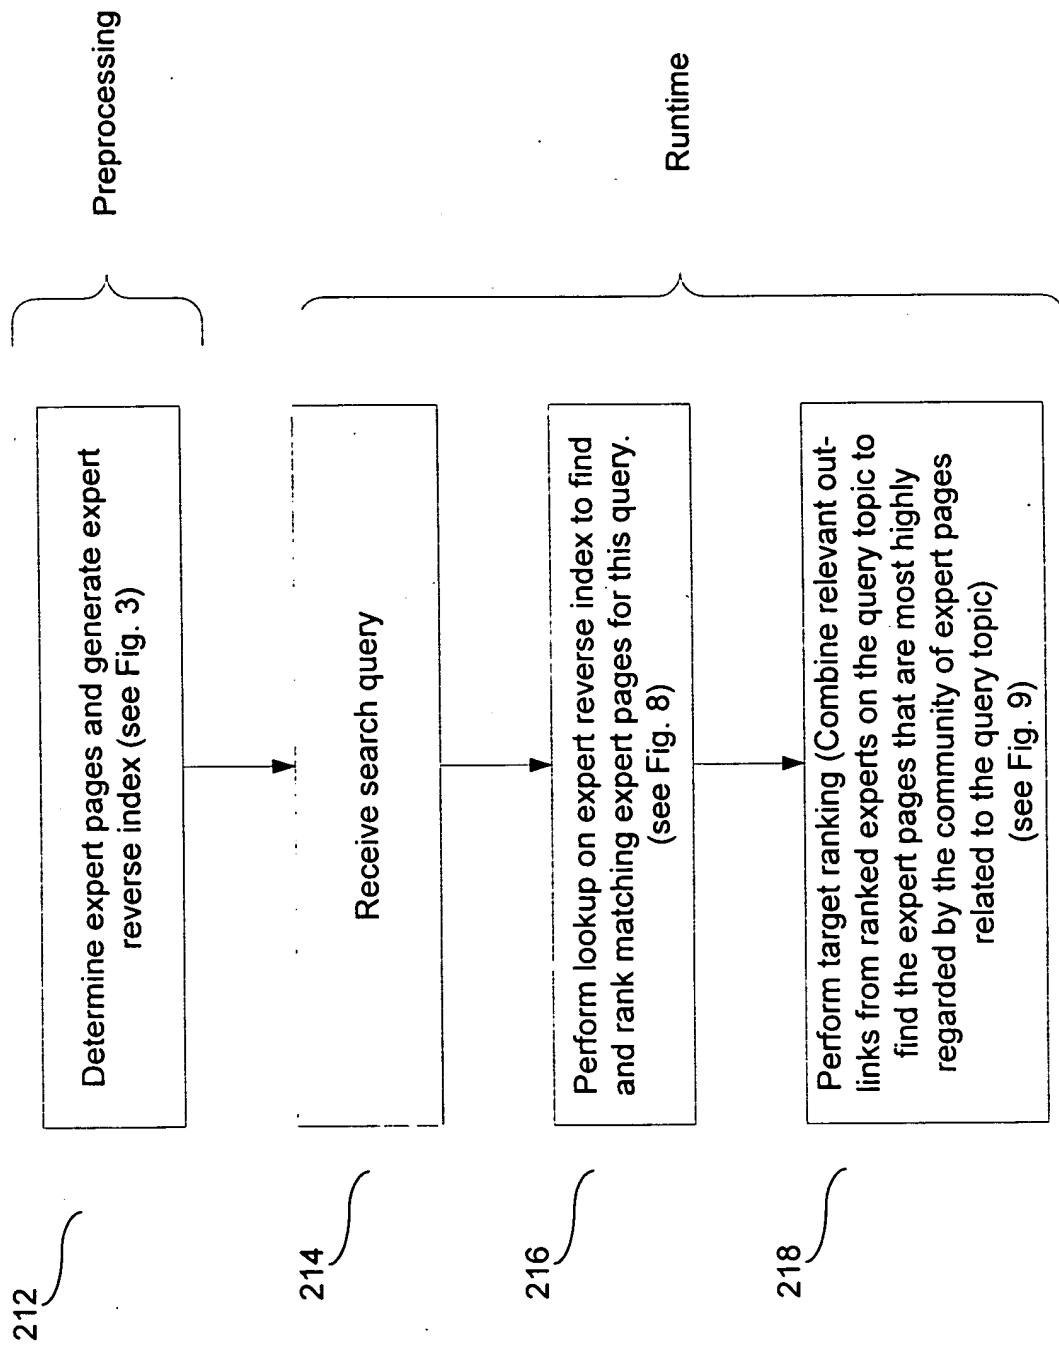 Preprocessing
212
Determine expert pages and generate expert
reverse index (see Fig. 3)
Runtime
214
Receive search query
216
Perform lookup on expert reverse index to find
and rank matching expert pages for this query.
(see Fig. 8)
218
Perform target ranking (Combine relevant out-
links from ranked experts on the query topic to
find the expert pages that are most highly
regarded by the community of expert pages
related to the query topic)
(see Fig. 9)